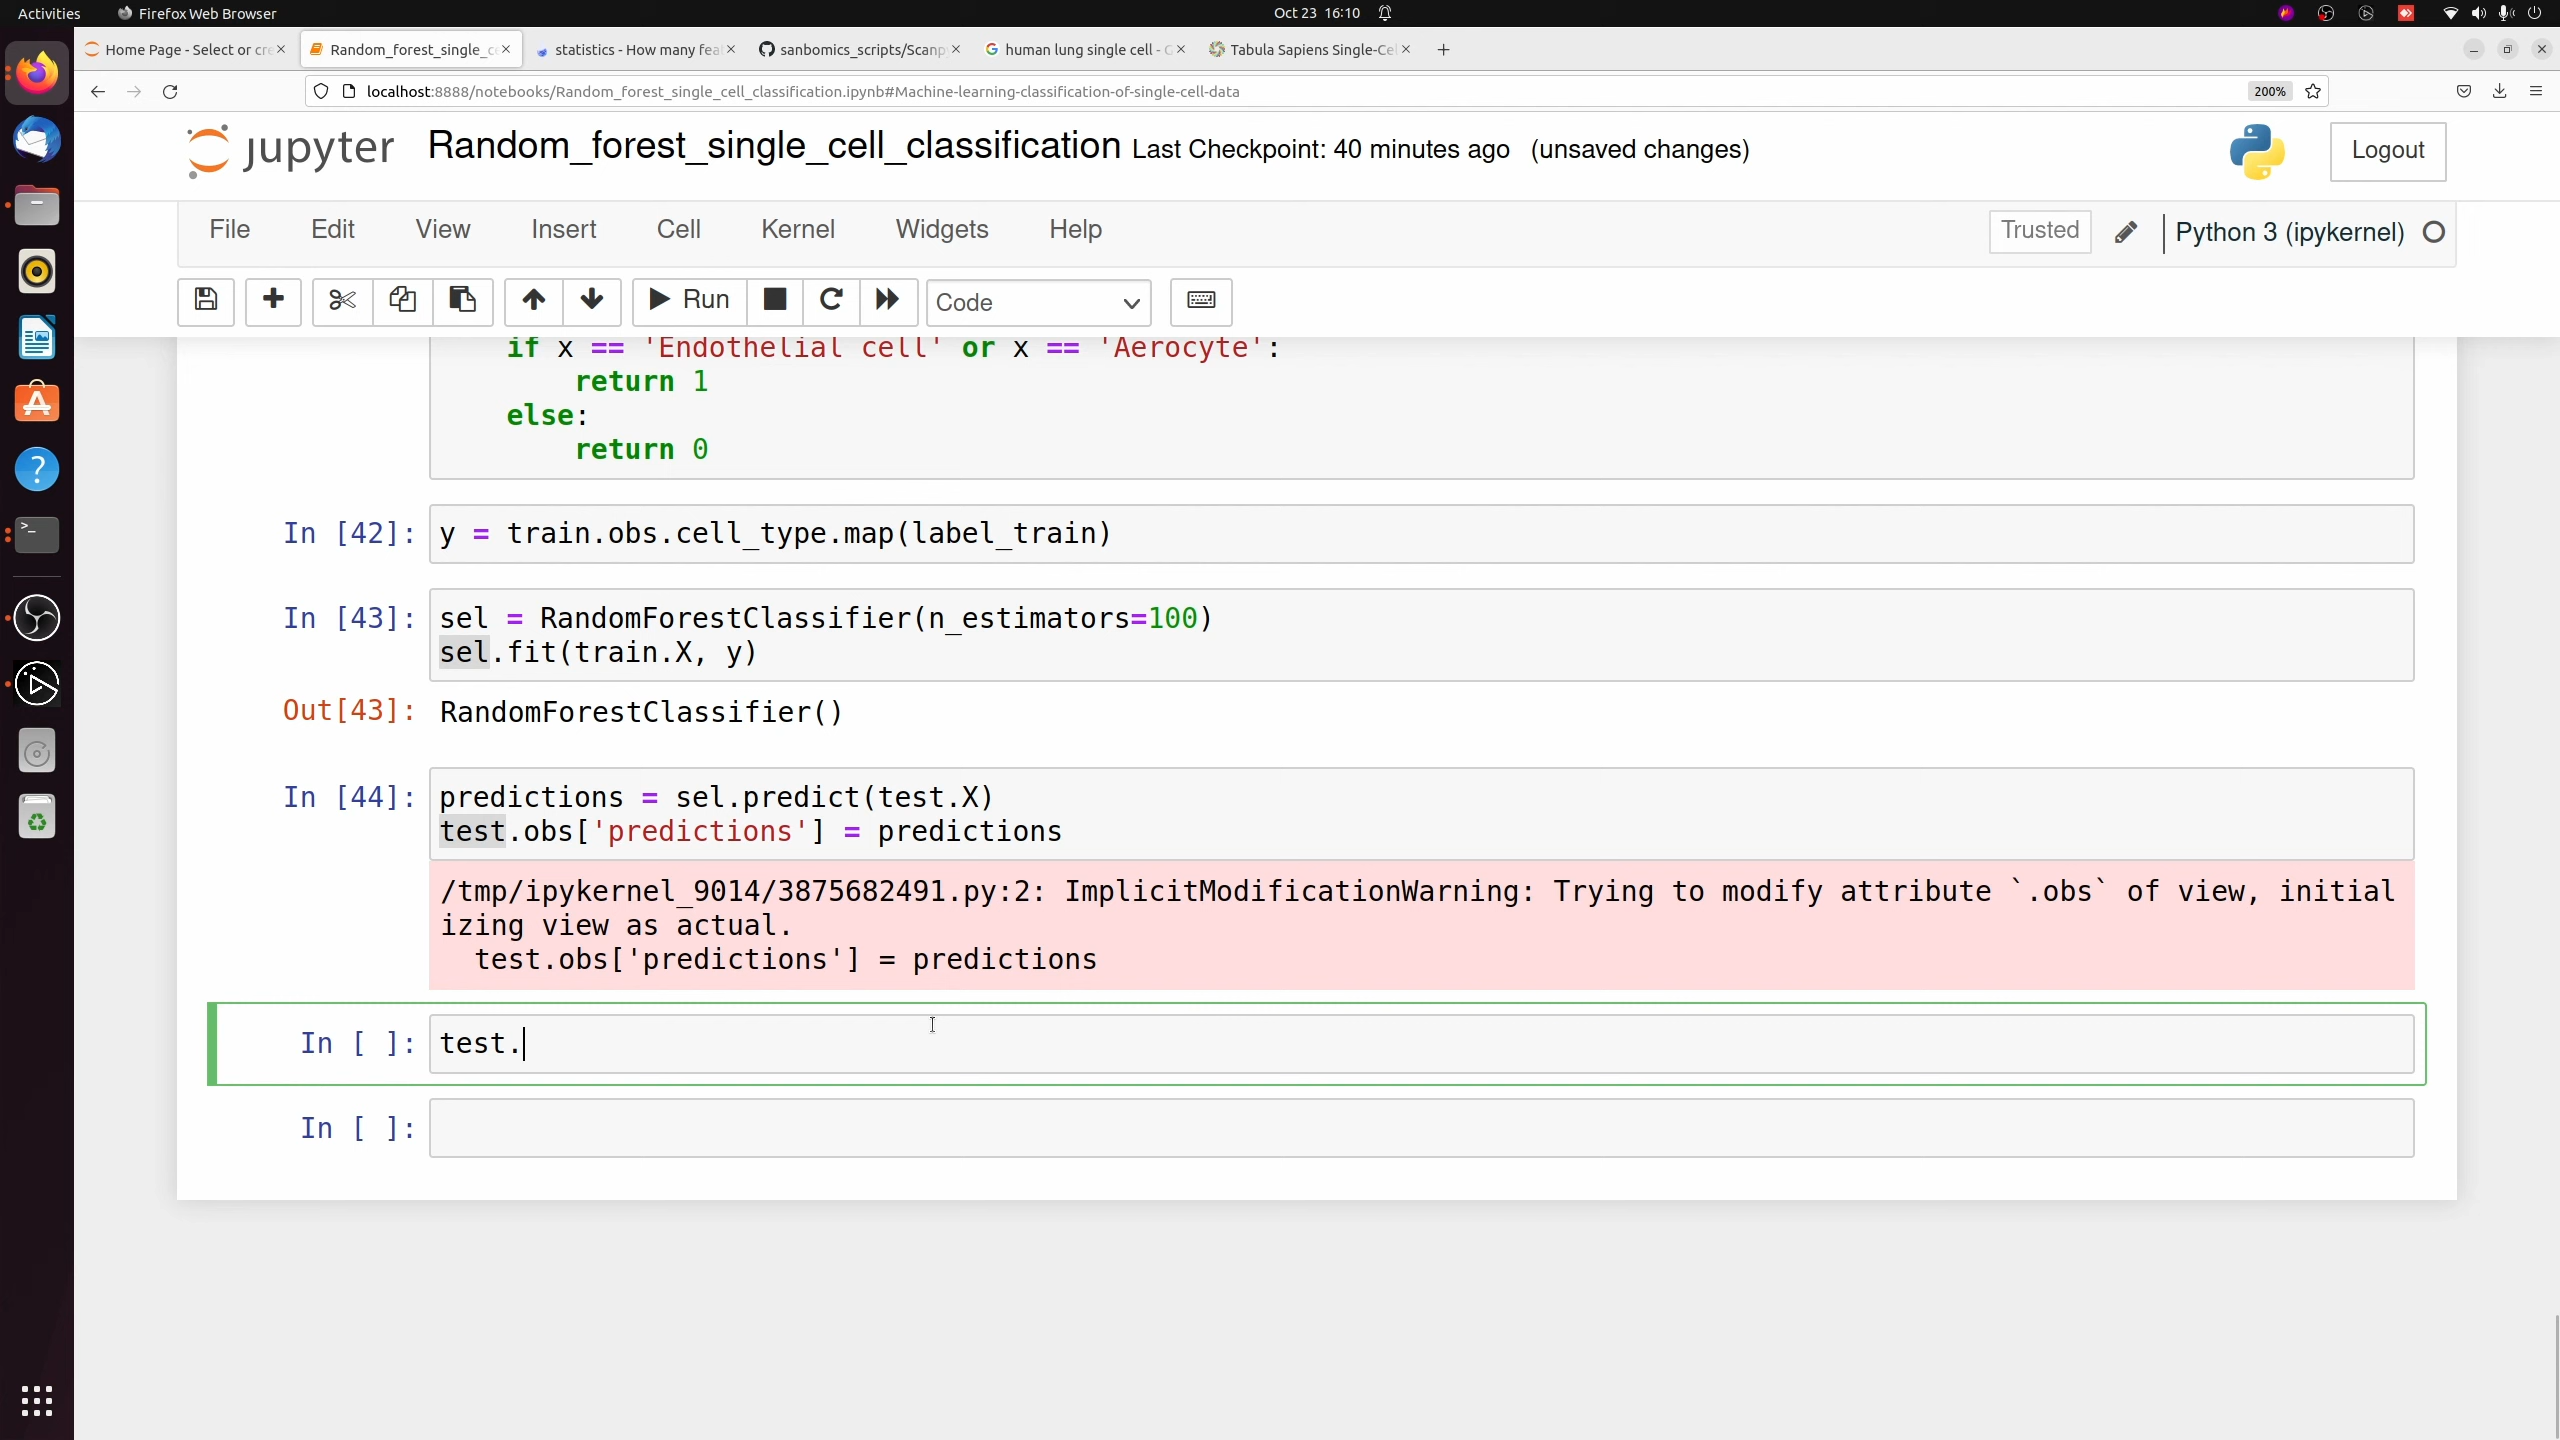 Activities
Firefox Web Browser
Oct 23 16:10
Home Page - Select or cre
Random_forest_single_c
statistics - How many fea
sanbomics_scripts/Scanp
human lung single cell - G
Tabula Sapiens Single-Cel
localhost:8888/notebooks/Random_forest_single_cell_classification.ipynb#Machine-learning-classification-of-single-cell-data
200%
jupyter
Random_forest_single_cell_classification Last Checkpoint: 40 minutes ago (unsaved changes)
Logout
File Edit View Insert Cell Kernel Widgets Help
Trusted
Python 3 (ipykernel)
Run
Code
if x == 'Endothelial cell' or x == 'Aerocyte':
return 1
else:
return 0
In [42]: y = train.obs.cell_type.map(label_train)
In [43]: sel = RandomForestClassifier(n_estimators=100)
sel.fit(train.X, y)
Out[43]: RandomForestClassifier()
In [44]: predictions = sel.predict(test.X)
test.obs['predictions'] = predictions
/tmp/ipykernel_9014/3875682491.py:2: ImplicitModificationWarning: Trying to modify attribute `.obs` of view, initial
izing view as actual.
test.obs['predictions'] = predictions
In [ ]: test.
In [ ]: